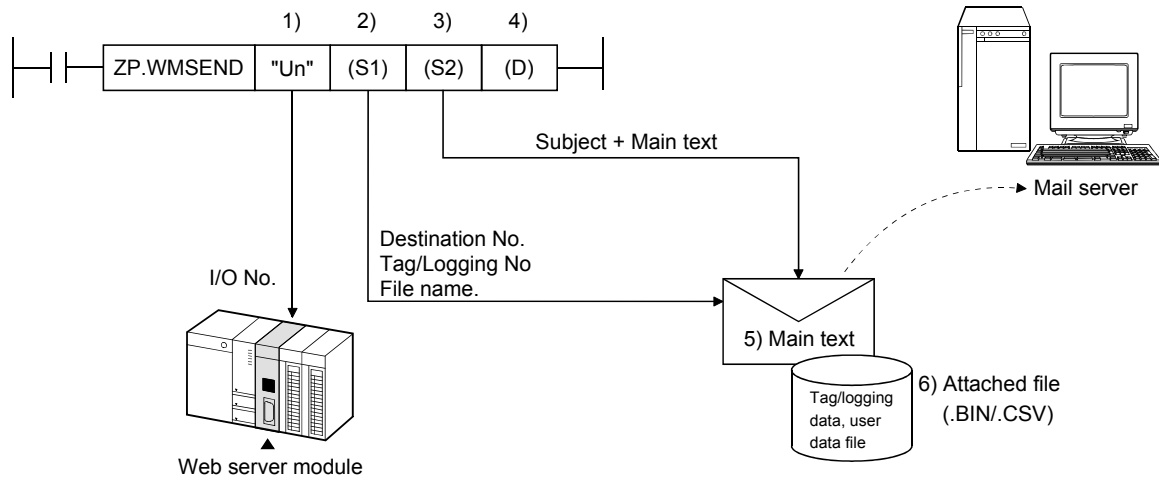 1) 2) 3) 4)
ZP.WMSEND "Un" (S1) (S2) (D)
Subject + Main text
Mail server
Destination No.
Tag/Logging No
File name.
I/O No.
5) Main text
6) Attached file
(.BIN/.CSV)
Tag/logging
data, user
data file
Web server module